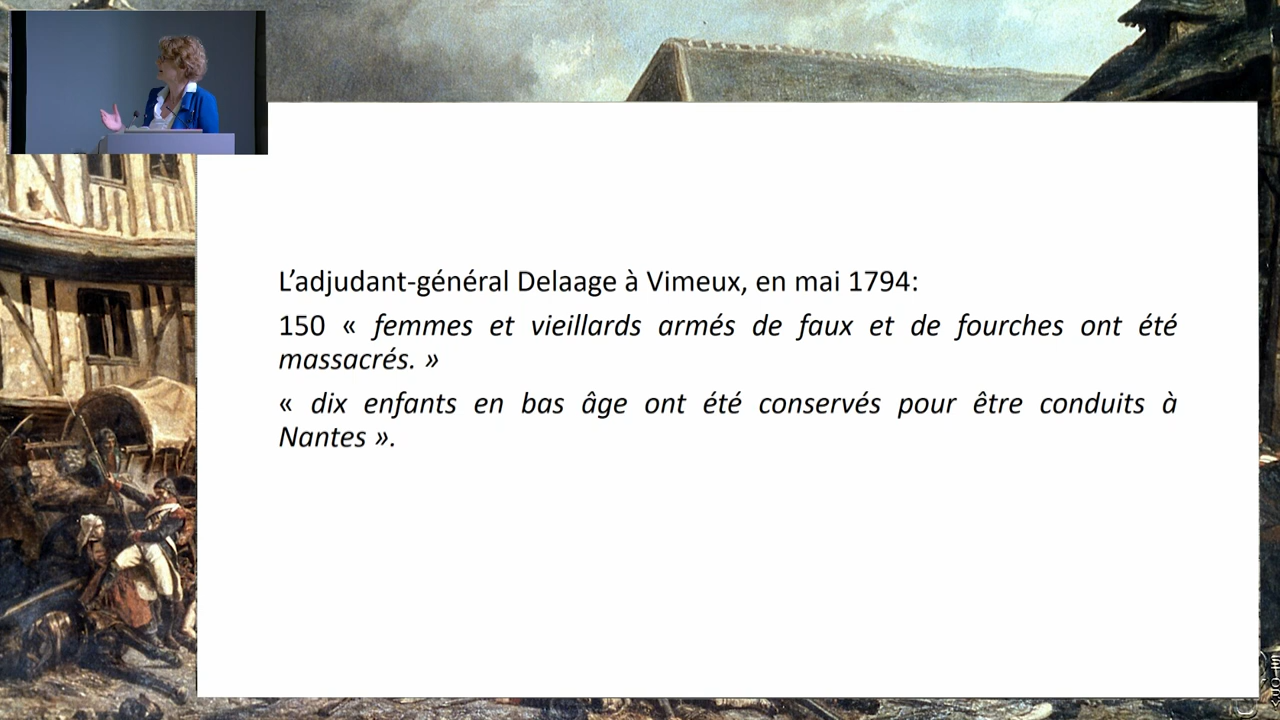 L’adjudant-général Delaage à Vimeux, en mai 1794:
150 « femmes et vieillards armés de faux et de fourches ont été
massacrés. »
« dix enfants en bas âge ont été conservés pour être conduits à
Nantes ».